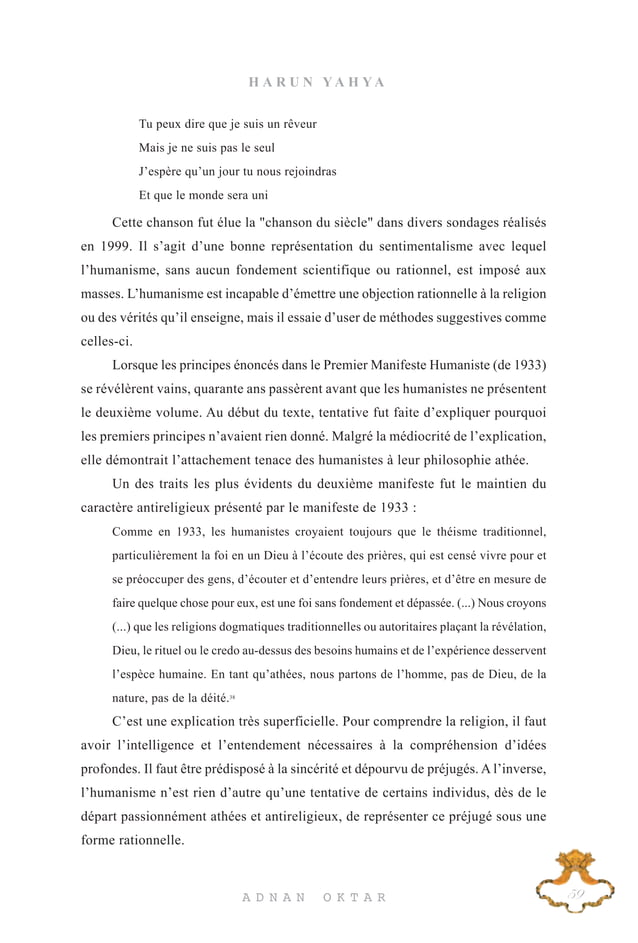 HARUN YAHYA
Tu peux dire que je suis un rêveur
Mais je ne suis pas le seul
J’espère qu’un jour tu nous rejoindras
Et que le monde sera uni
Cette chanson fut élue la "chanson du siècle" dans divers sondages réalisés
en 1999. Il s’agit d’une bonne représentation du sentimentalisme avec lequel
l’humanisme, sans aucun fondement scientifique ou rationnel, est imposé aux
masses. L’humanisme est incapable d’émettre une objection rationnelle à la religion
ou des vérités qu’il enseigne, mais il essaie d’user de méthodes suggestives comme
celles-ci.
Lorsque les principes énoncés dans le Premier Manifeste Humaniste (de 1933)
se révélèrent vains, quarante ans passèrent avant que les humanistes ne présentent
le deuxième volume. Au début du texte, tentative fut faite d’expliquer pourquoi
les premiers principes n’avaient rien donné. Malgré la médiocrité de l’explication,
elle démontrait l’attachement tenace des humanistes à leur philosophie athée.
Un des traits les plus évidents du deuxième manifeste fut le maintien du
caractère antireligieux présenté par le manifeste de 1933 :
Comme en 1933, les humanistes croyaient toujours que le théisme traditionnel,
particulièrement la foi en un Dieu à l’écoute des prières, qui est censé vivre pour et
se préoccuper des gens, d’écouter et d’entendre leurs prières, et d’être en mesure de
faire quelque chose pour eux, est une foi sans fondement et dépassée. (...) Nous croyons
(...) que les religions dogmatiques traditionnelles ou autoritaires plaçant la révélation,
Dieu, le rituel ou le credo au-dessus des besoins humains et de l’expérience desservent
l’espèce humaine. En tant qu’athées, nous partons de l’homme, pas de Dieu, de la
nature, pas de la déité.38
C’est une explication très superficielle. Pour comprendre la religion, il faut
avoir l’intelligence et l’entendement nécessaires à la compréhension d’idées
profondes. Il faut être prédisposé à la sincérité et dépourvu de préjugés. A l’inverse,
l’humanisme n’est rien d’autre qu’une tentative de certains individus, dès de le
départ passionnément athées et antireligieux, de représenter ce préjugé sous une
forme rationnelle.
59
ADNAN OKTAR